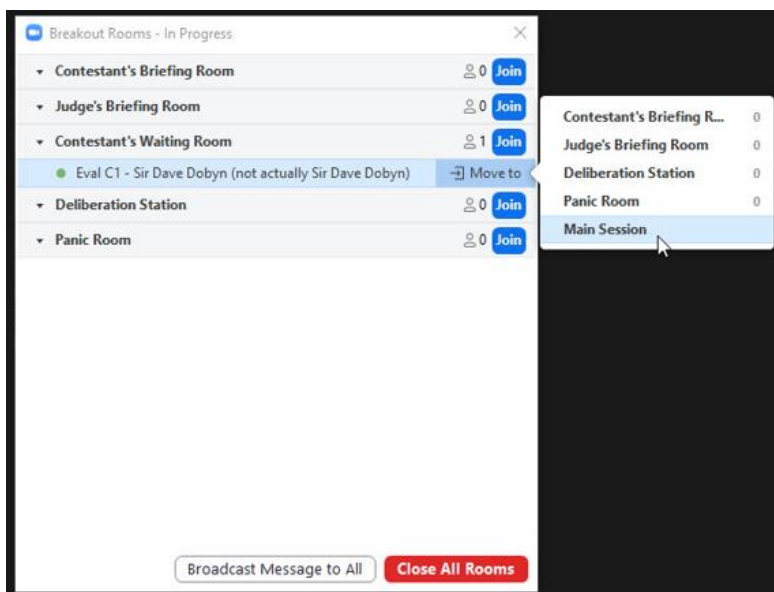 Breakout Rooms - In Progress
Contestant's Briefing Room 0 Join
Judge's Briefing Room 0 Join
Contestant's Waiting Room 1 Join
Eval C1 - Sir Dave Dobyn (not actually Sir Dave Dobyn) Move to
Deliberation Station 0 Join
Panic Room 0 Join
Contestant's Briefing R... 0
Judge's Briefing Room 0
Deliberation Station 0
Panic Room 0
Main Session
Broadcast Message to All Close All Rooms